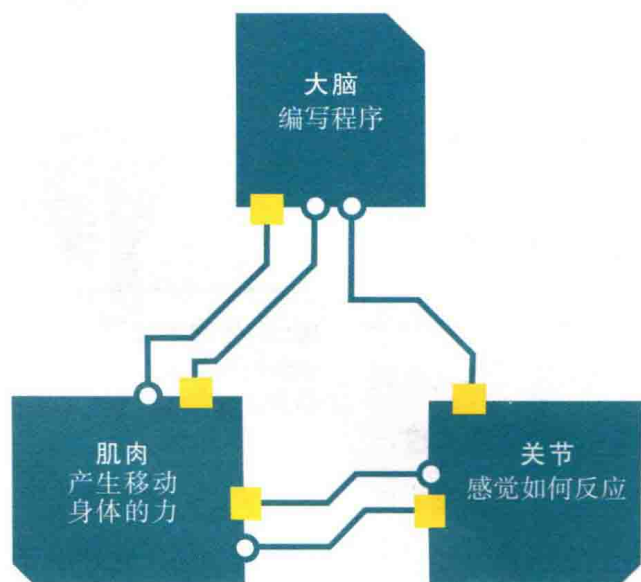 大脑
编写程序
肌肉
产生移动
身体的力
关节
感觉如何反应